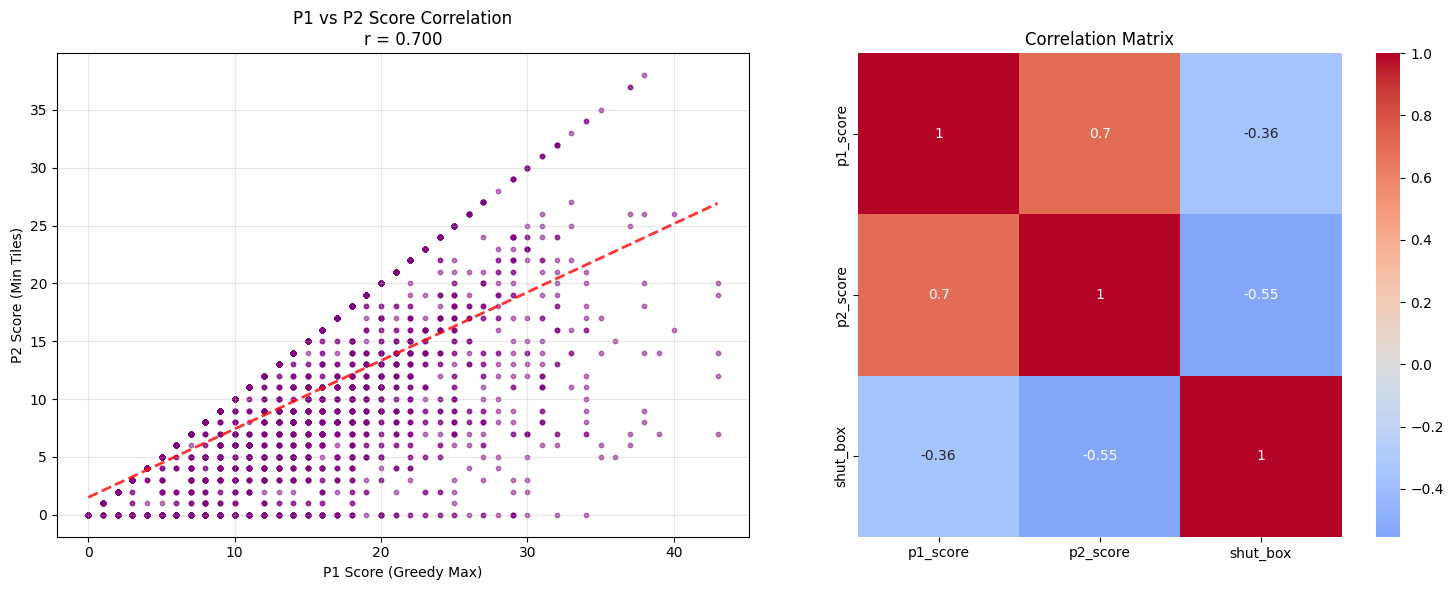 P1 vs P2 Score Correlation
r = 0.700
35
30
25
20
15
10
5
0
P2 Score (Min Tiles)
0 10 20 30 40
P1 Score (Greedy Max)
Correlation Matrix
p1_score
p2_score
shut_box
1 0.7 -0.36
0.7 1 -0.55
-0.36 -0.55 1
p1_score p2_score shut_box
1.0
0.8
0.6
0.4
0.2
0.0
−0.2
−0.4